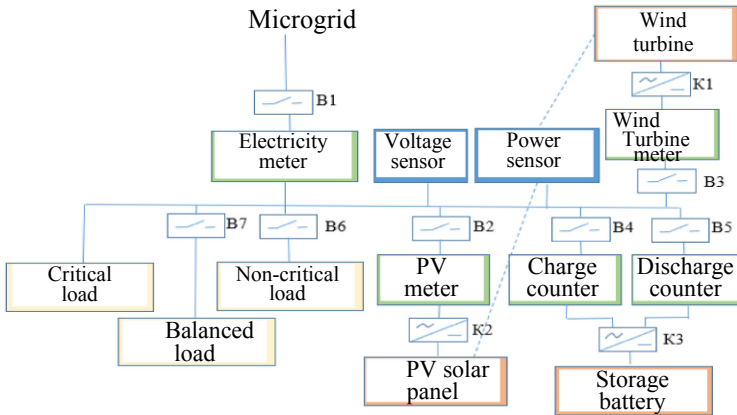 Microgrid
Wind
turbine
B1
K1
Electricity
meter
Voltage
sensor
Power
sensor
Wind
Turbine
meter
B3
B7
B6
B2
B4
B5
Critical
load
Non-critical
load
PV
meter
Charge
counter
Discharge
counter
Balanced
load
K2
K3
PV solar
panel
Storage
battery